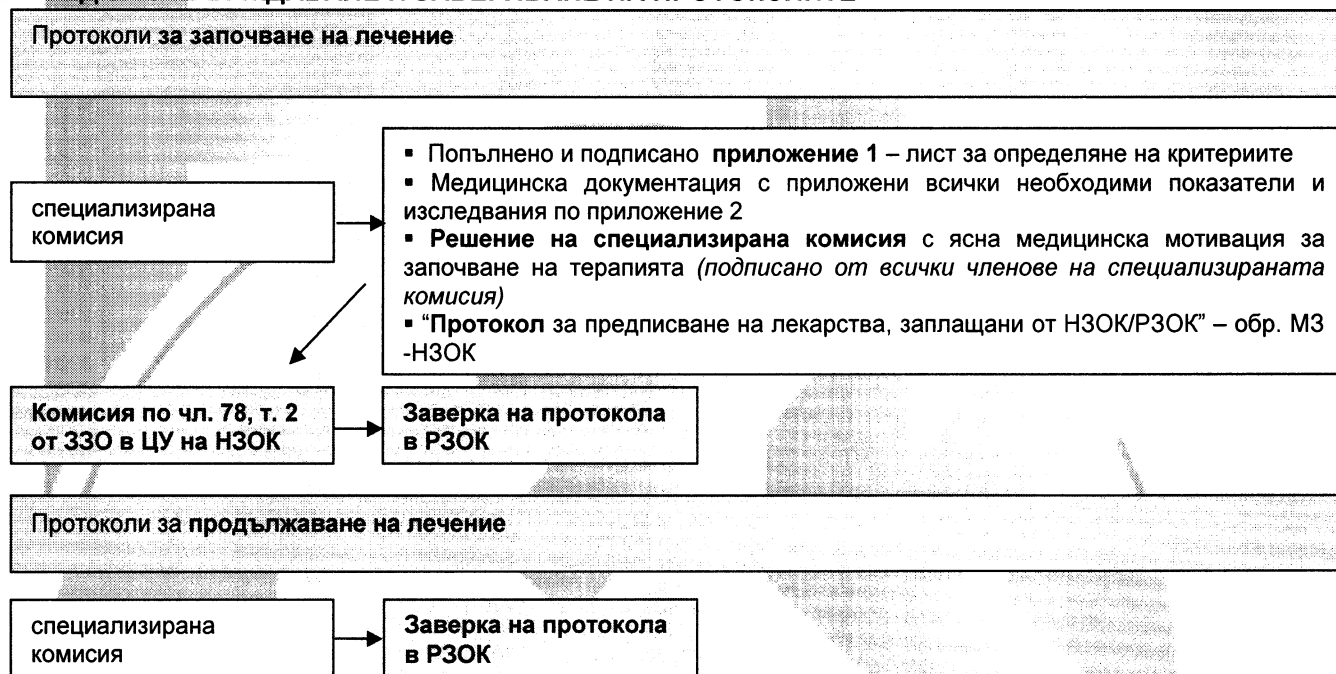 Протоколи за започване на лечение
специализирана
комисия
▪ Попълнено и подписано приложение 1 – лист за определяне на критериите
▪ Медицинска документация с приложени всички необходими показатели и
изследвания по приложение 2
▪ Решение на специализирана комисия с ясна медицинска мотивация за
започване на терапията (подписано от всички членове на специализираната
комисия)
▪ "Протокол за предписване на лекарства, заплащани от НЗОК/РЗОК" – обр. МЗ
-НЗОК
Комисия по чл. 78, т. 2
от ЗЗО в ЦУ на НЗОК
Заверка на протокола
в РЗОК
Протоколи за продължаване на лечение
специализирана
комисия
Заверка на протокола
в РЗОК